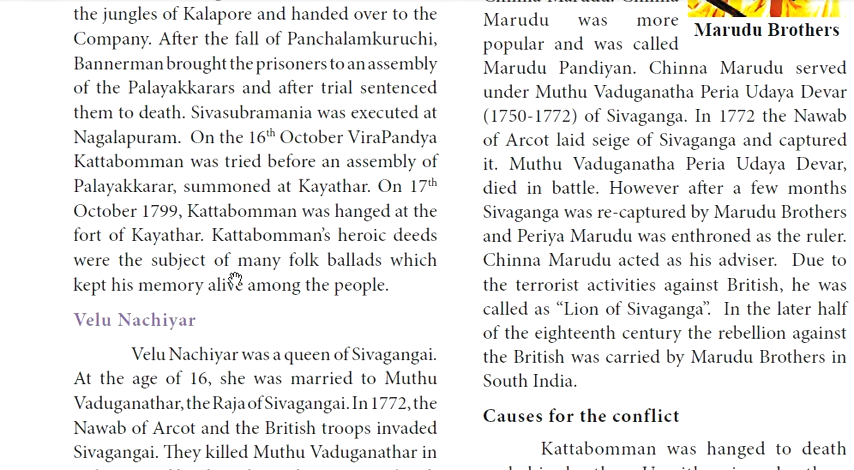 the jungles of Kalapore and handed over to the
Company. After the fall of Panchalamkuruchi,
Bannerman brought the prisoners to an assembly
of the Palayakkarars and after trial sentenced
them to death. Sivasubramania was executed at
Nagalapuram. On the 16th October ViraPandya
Kattabomman was tried before an assembly of
Palayakkarar, summoned at Kayathar. On 17th
October 1799, Kattabomman was hanged at the
fort of Kayathar. Kattabomman's heroic deeds
were the subject of many folk ballads which
kept his memory alive among the people.
Velu Nachiyar
Velu Nachiyar was a queen of Sivagangai.
At the age of 16, she was married to Muthu
Vaduganathar, the Raja of Sivagangai. In 1772, the
Nawab of Arcot and the British troops invaded
Sivagangai. They killed Muthu Vaduganathar in
Marudu was more
popular and was called
Marudu Brothers
Marudu Pandiyan. Chinna Marudu served
under Muthu Vaduganatha Peria Udaya Devar
(1750-1772) of Sivaganga. In 1772 the Nawab
of Arcot laid seige of Sivaganga and captured
it. Muthu Vaduganatha Peria Udaya Devar,
died in battle. However after a few months
Sivaganga was re-captured by Marudu Brothers
and Periya Marudu was enthroned as the ruler.
Chinna Marudu acted as his adviser. Due to
the terrorist activities against British, he was
called as “Lion of Sivaganga”. In the later half
of the eighteenth century the rebellion against
the British was carried by Marudu Brothers in
South India.
Causes for the conflict
Kattabomman was hanged to death